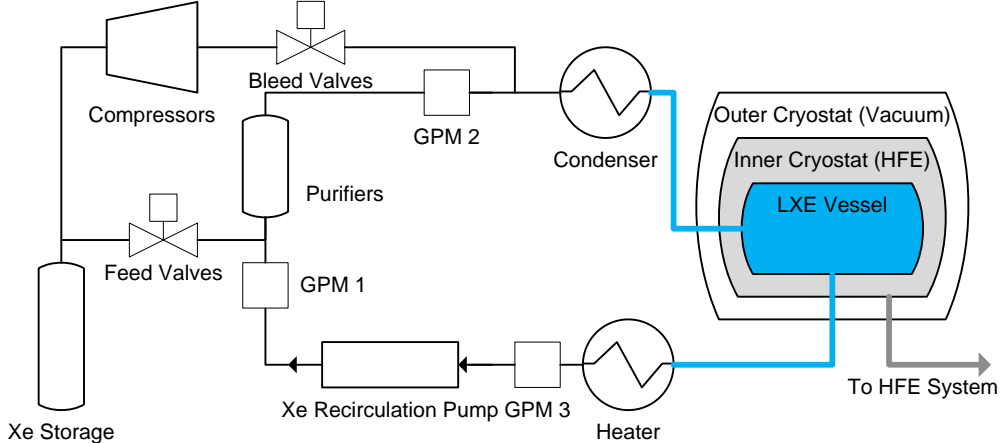 Bleed Valves
Compressors
GPM 2
Condenser
Outer Cryostat (Vacuum)
Inner Cryostat (HFE)
LXE Vessel
Purifiers
Feed Valves
GPM 1
To HFE System
Xe Recirculation Pump
GPM 3
Heater
Xe Storage